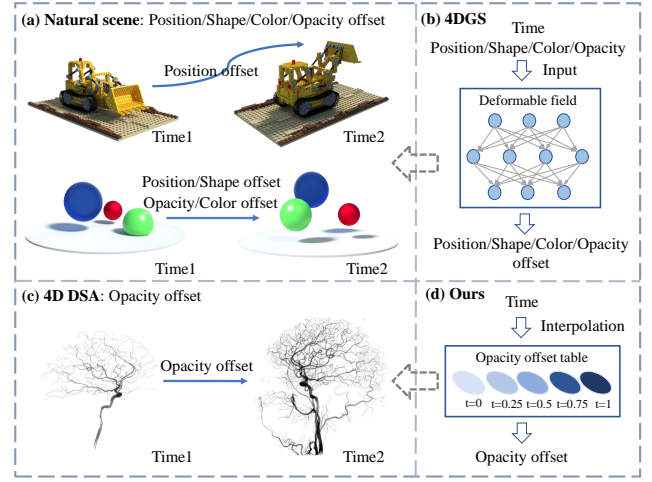 (a) Natural scene: Position/Shape/Color/Opacity offset
Position offset
Time1
Time2
Position/Shape offset
Opacity/Color offset
Time1
Time2
(b) 4DGS
Time
Position/Shape/Color/Opacity
Input
Deformable field
Position/Shape/Color/Opacity
offset
(c) 4D DSA: Opacity offset
Opacity offset
Time1
Time2
(d) Ours
Time
Interpolation
Opacity offset table
t=0 t=0.25 t=0.5 t=0.75 t=1
Opacity offset